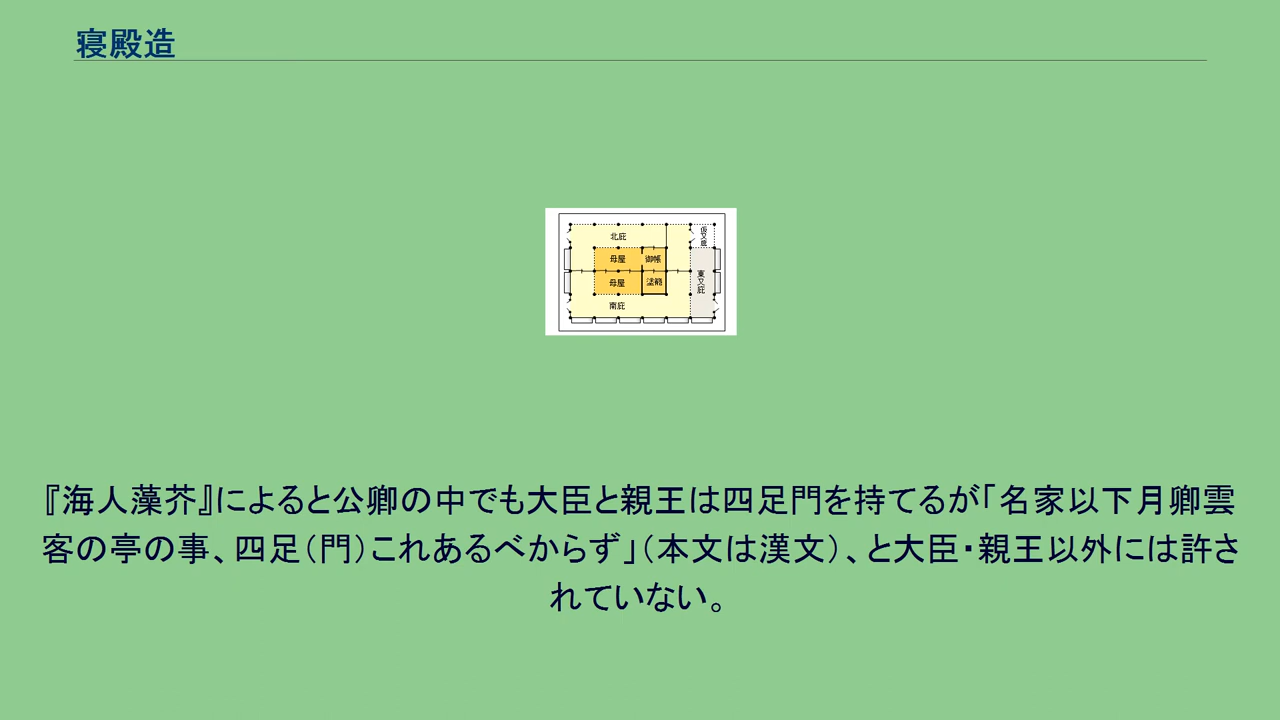 寝殿造
北庇
仮又庇
母屋
御帳
母屋
塗籠
東又庇
南庇
『海人藻芥』によると公卿の中でも大臣と親王は四足門を持てるが「名家以下月卿雲
客の亭の事、四足（門）これあるべからず」（本文は漢文）、と大臣・親王以外には許さ
れていない。